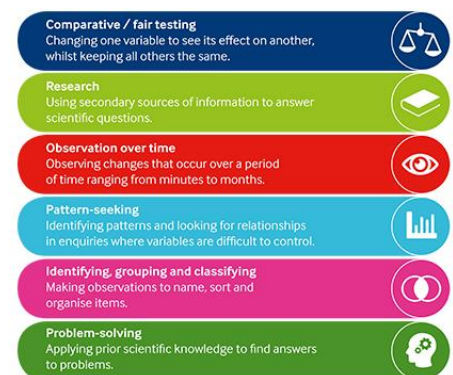 Comparative / fair testing
Changing one variable to see its effect on another,
whilst keeping all others the same.
Research
Using secondary sources of information to answer
scientific questions.
Observation over time
Observing changes that occur over a period
of time ranging from minutes to months.
Pattern-seeking
Identifying patterns and looking for relationships
in enquiries where variables are difficult to control.
Identifying, grouping and classifying
Making observations to name, sort and
organise items.
Problem-solving
Applying prior scientific knowledge to find answers
to problems.